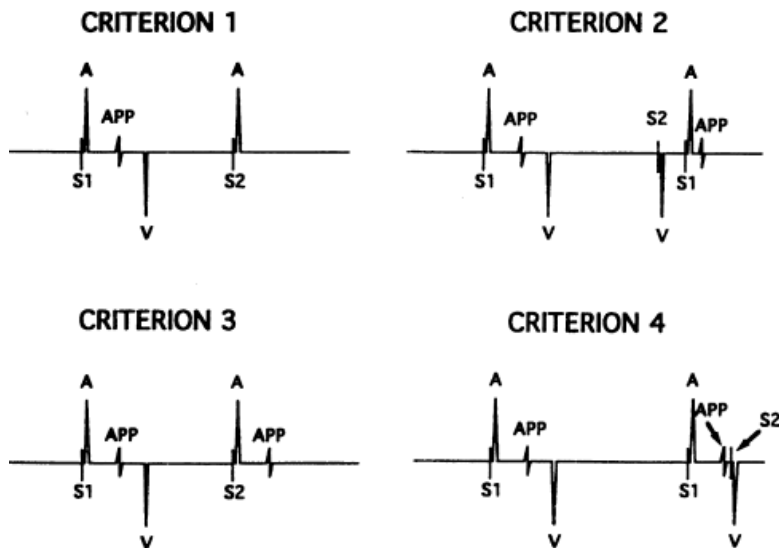 CRITERION 1
A
A
APP
S1
S2
V
CRITERION 2
A
A
APP
S2
APP
S1
S1
V
V
CRITERION 3
A
A
APP
APP
S1
S2
V
CRITERION 4
A
A
APP
S2
APP
S1
S1
V
V